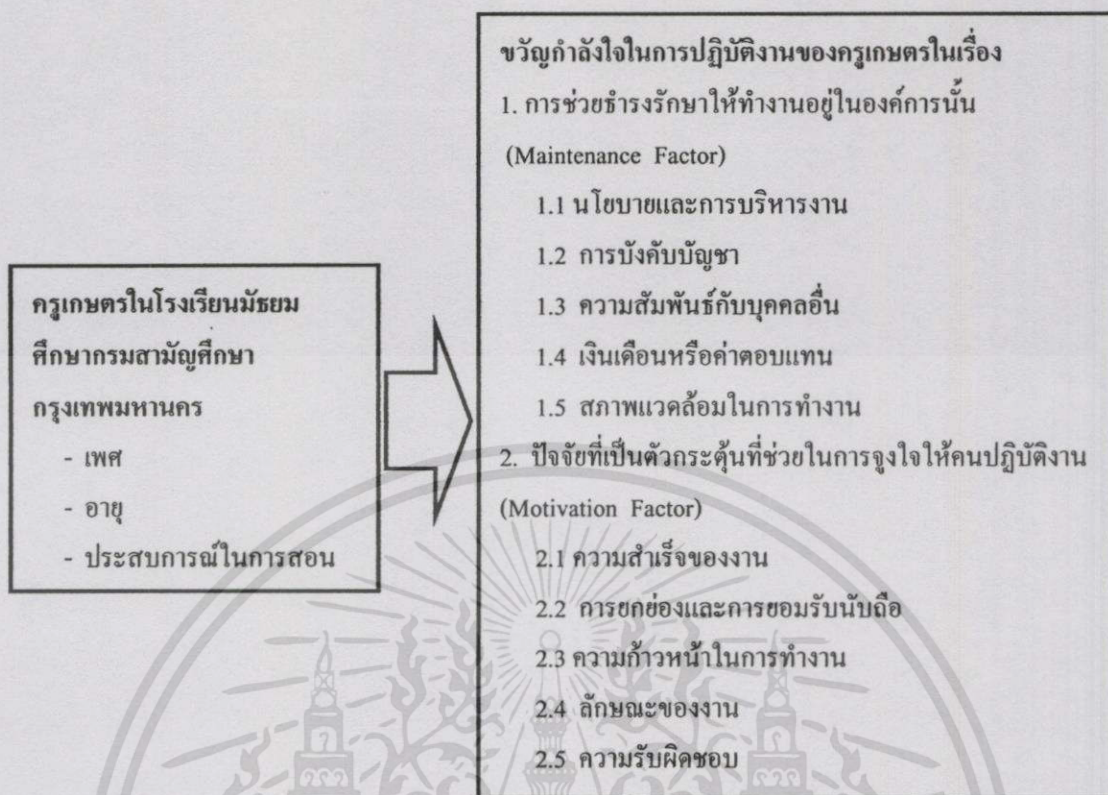 ครูเกษตรในโรงเรียนมัธยม
ศึกษากรมสามัญศึกษา
กรุงเทพมหานคร
- เพศ
- อายุ
- ประสบการณ์ในการสอน
ขวัญกำลังใจในการปฏิบัติงานของครูเกษตรในเรื่อง
1. การช่วยธำรงรักษาให้ทำงานอยู่ในองค์การนั้น
(Maintenance Factor)
1.1 นโยบายและการบริหารงาน
1.2 การบังคับบัญชา
1.3 ความสัมพันธ์กับบุคคลอื่น
1.4 เงินเดือนหรือค่าตอบแทน
1.5 สภาพแวดล้อมในการทำงาน
2. ปัจจัยที่เป็นตัวกระตุ้นที่ช่วยในการจูงใจให้คนปฏิบัติงาน
(Motivation Factor)
2.1 ความสำเร็จของงาน
2.2 การยกย่องและการยอมรับนับถือ
2.3 ความก้าวหน้าในการทำงาน
2.4 ลักษณะของงาน
2.5 ความรับผิดชอบ